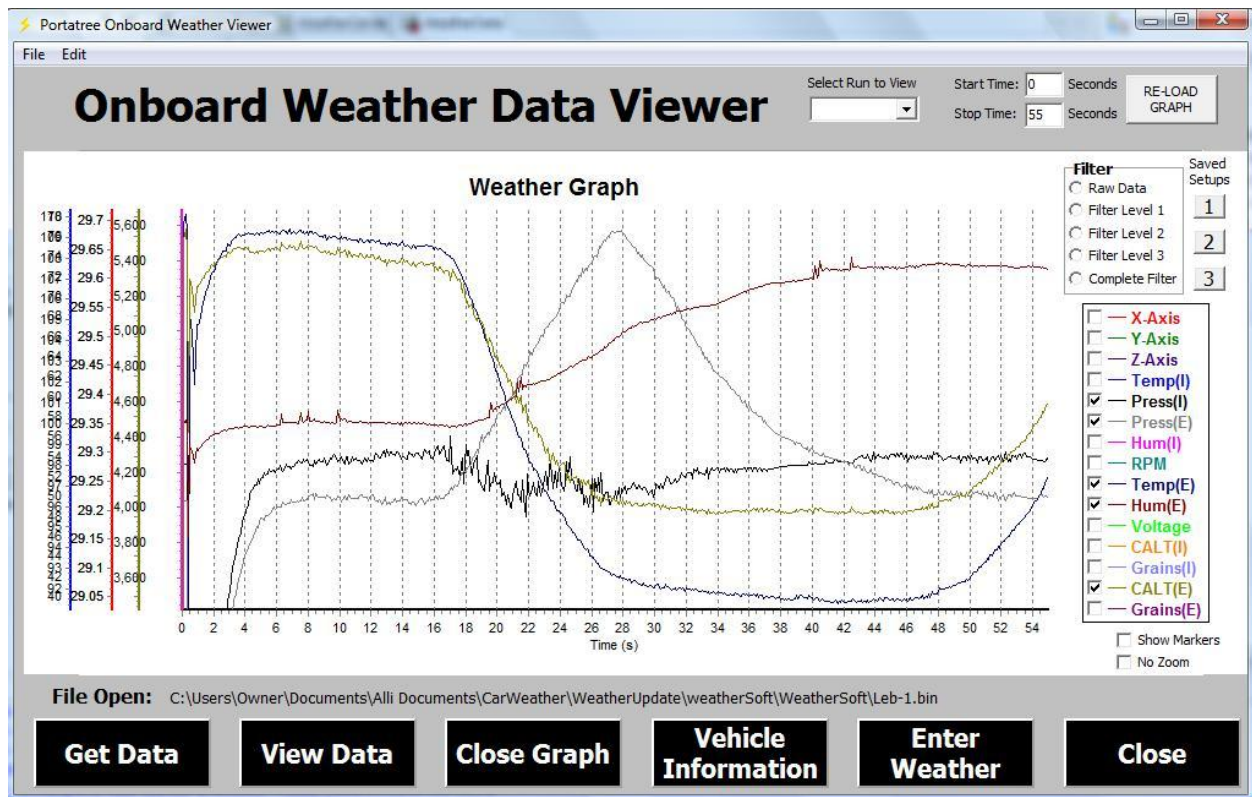 Portatree Onboard Weather Viewer
File Edit
Onboard Weather Data Viewer
Select Run to View
Start Time: 0 Seconds
Stop Time: 55 Seconds
RE-LOAD
GRAPH
Weather Graph
29.7
29.65
29.6
29.55
29.5
29.45
29.4
29.35
29.3
29.25
29.2
29.15
29.1
29.05
5,600
5,400
5,200
5,000
4,800
4,600
4,400
4,200
4,000
3,800
3,600
0 2 4 6 8 10 12 14 16 18 20 22 24 26 28 30 32 34 36 38 40 42 44 46 48 50 52 54
Time (s)
Filter
Raw Data
Filter Level 1
Filter Level 2
Filter Level 3
Complete Filter
Saved
Setups
1
2
3
X-Axis
Y-Axis
Z-Axis
Temp(I)
Press(I)
Press(E)
Hum(I)
RPM
Temp(E)
Hum(E)
Voltage
CALT(I)
Grains(I)
CALT(E)
Grains(E)
Show Markers
No Zoom
File Open: C:\Users\Owner\Documents\Alli Documents\CarWeather\WeatherUpdate\weatherSoft\WeatherSoft\Leb-1.bin
Get Data
View Data
Close Graph
Vehicle
Information
Enter
Weather
Close